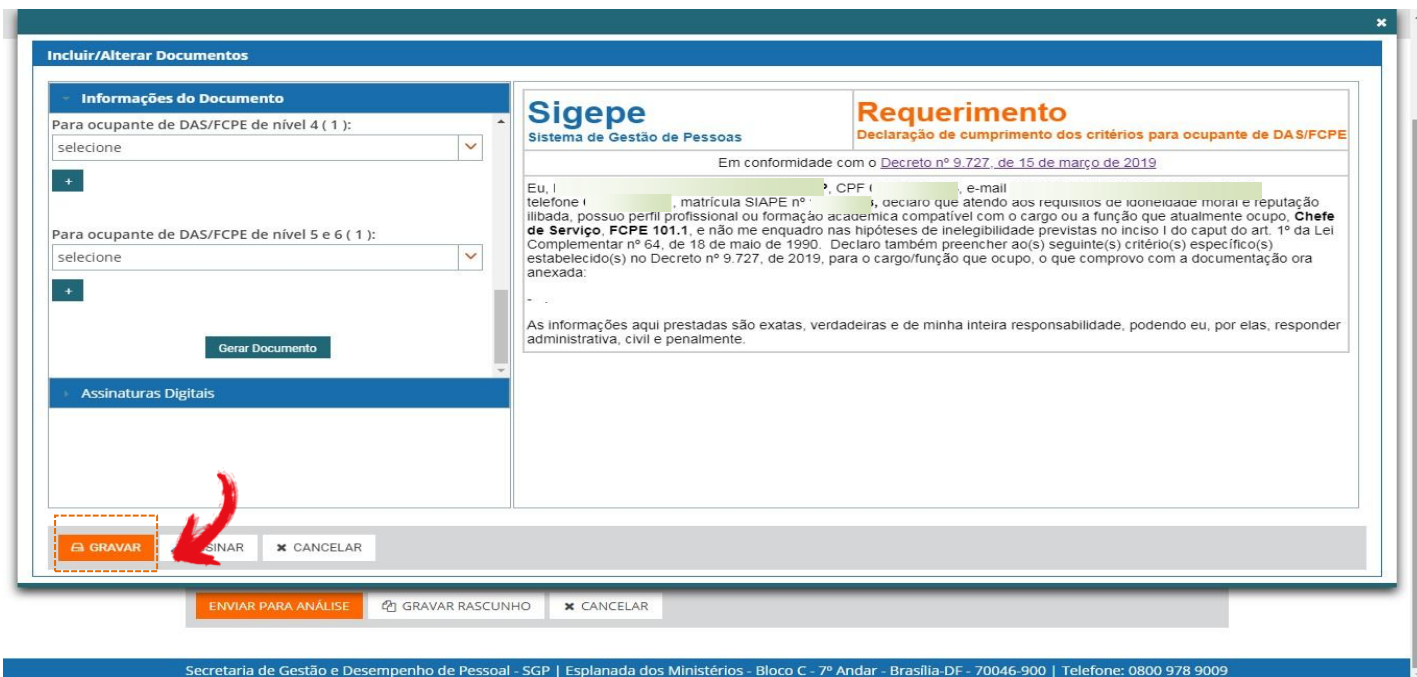 Incluir/Alterar Documentos
Informações do Documento
Para ocupante de DAS/FCPE de nível 4 ( 1 ):
selecione
+
Para ocupante de DAS/FCPE de nível 5 e 6 ( 1 ):
selecione
+
Gerar Documento
Assinaturas Digitais
Sigepe
Sistema de Gestão de Pessoas
Requerimento
Declaração de cumprimento dos critérios para ocupante de DAS/FCPE
Em conformidade com o Decreto nº 9.727, de 15 de março de 2019
Eu, , CPF , e-mail
telefone , matrícula SIAPE nº , declaro que atendo aos requisitos de idoneidade moral e reputação
ilibada, possuo perfil profissional ou formação acadêmica compatível com o cargo ou a função que atualmente ocupo, Chefe
de Serviço, FCPE 101.1, e não me enquadro nas hipóteses de inelegibilidade previstas no inciso I do caput do art. 1º da Lei
Complementar nº 64, de 18 de maio de 1990. Declaro também preencher ao(s) seguinte(s) critério(s) específico(s)
estabelecido(s) no Decreto nº 9.727, de 2019, para o cargo/função que ocupo, o que comprovo com a documentação ora
anexada:
- .
As informações aqui prestadas são exatas, verdadeiras e de minha inteira responsabilidade, podendo eu, por elas, responder
administrativa, civil e penalmente.
GRAVAR
CANCELAR
ENVIAR PARA ANÁLISE
GRAVAR RASCUNHO
CANCELAR
Secretaria de Gestão e Desempenho de Pessoal - SGP | Esplanada dos Ministérios - Bloco C - 7º Andar - Brasília-DF - 70046-900 | Telefone: 0800 978 9009